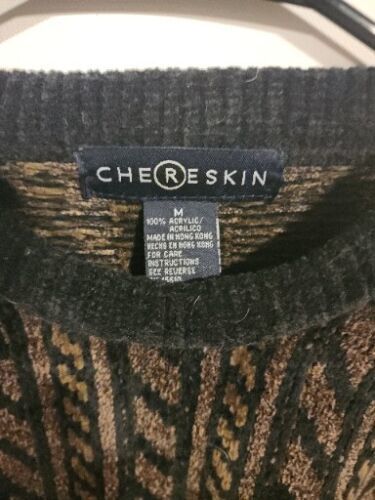 CHERESKIN
M
100% ACRYLIC/
ACRILICO
MADE IN HONG KONG
HECHO EN HONG KONG
FOR CARE
INSTRUCTIONS
SEE REVERSE